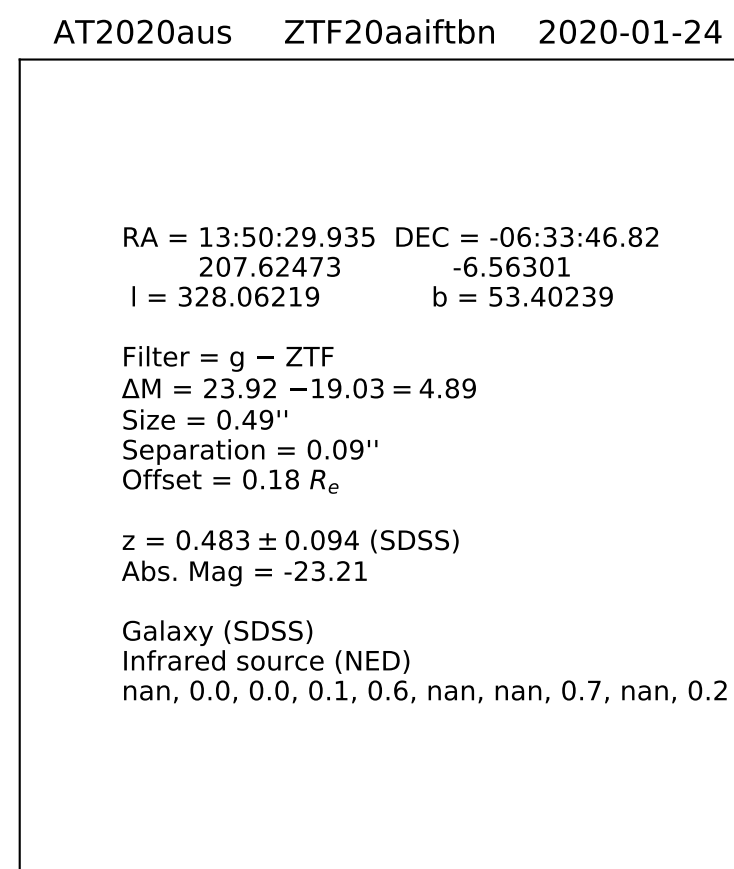 AT2020aus ZTF20aaiftbn 2020-01-24
RA = 13:50:29.935 DEC = -06:33:46.82
207.62473 -6.56301
l = 328.06219 b = 53.40239
Filter = g − ZTF
ΔM = 23.92 −19.03 = 4.89
Size = 0.49''
Separation = 0.09''
Offset = 0.18 Rₑ
z = 0.483 ± 0.094 (SDSS)
Abs. Mag = -23.21
Galaxy (SDSS)
Infrared source (NED)
nan, 0.0, 0.0, 0.1, 0.6, nan, nan, 0.7, nan, 0.2